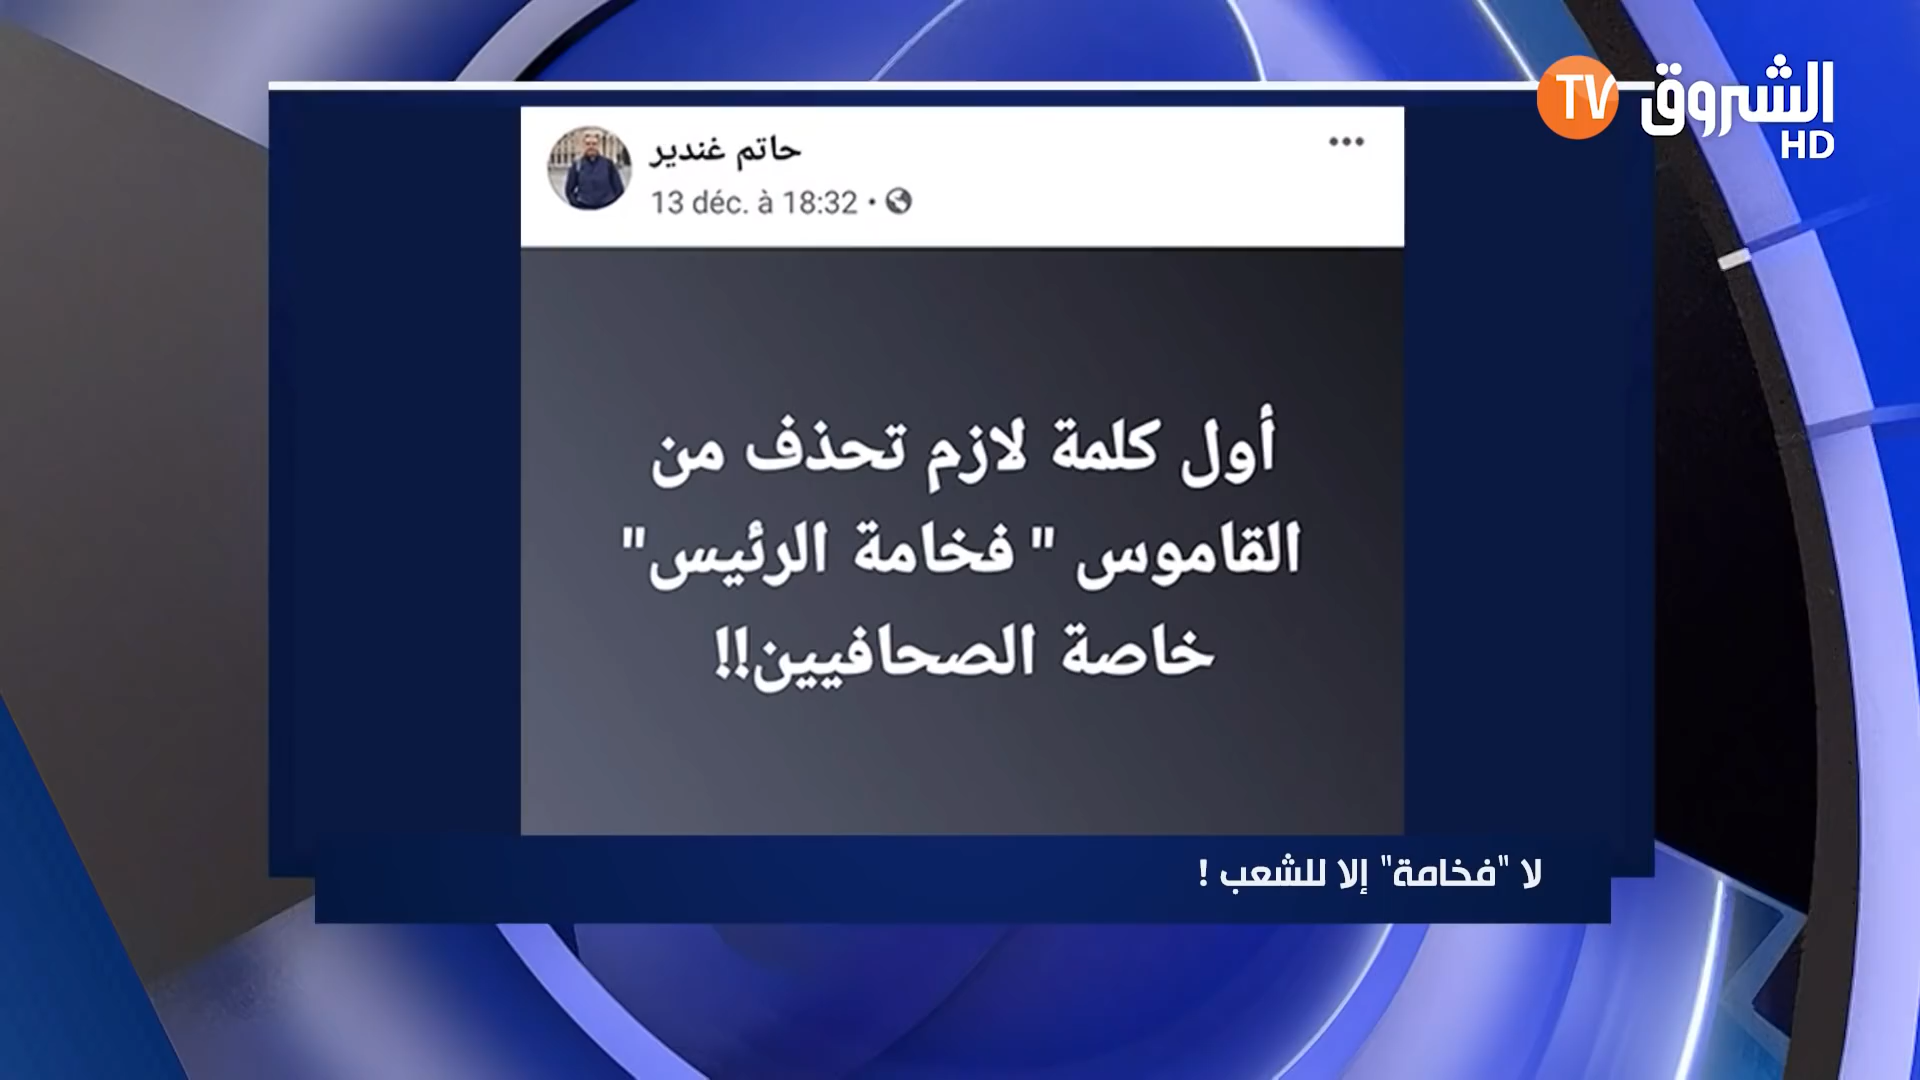 TV الشروق
HD
حاتم غندير
13 déc. à 18:32 •
أول كلمة لازم تحذف من
القاموس " فخامة الرئيس"
خاصة الصحافيين!!
لا "فخامة" إلا للشعب !